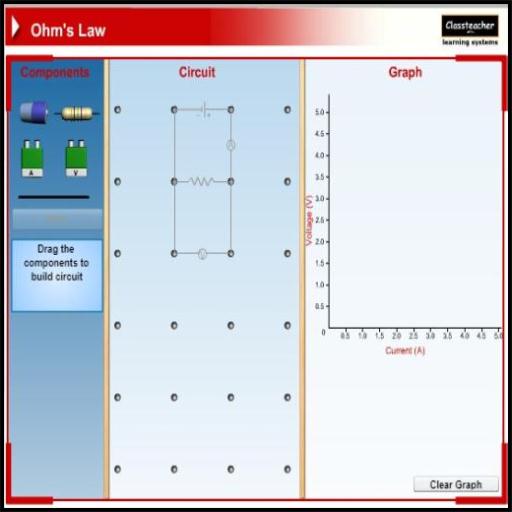 Ohm's Law
Classteacher
learning systems
Components
Circuit
Graph
A
V
Drag the
components to
build circuit
- +
A
V
Voltage (V)
5.0
4.5
4.0
3.5
3.0
2.5
2.0
1.5
1.0
0.5
0
0.5 1.0 1.5 2.0 2.5 3.0 3.5 4.0 4.5 5.0
Current (A)
Clear Graph